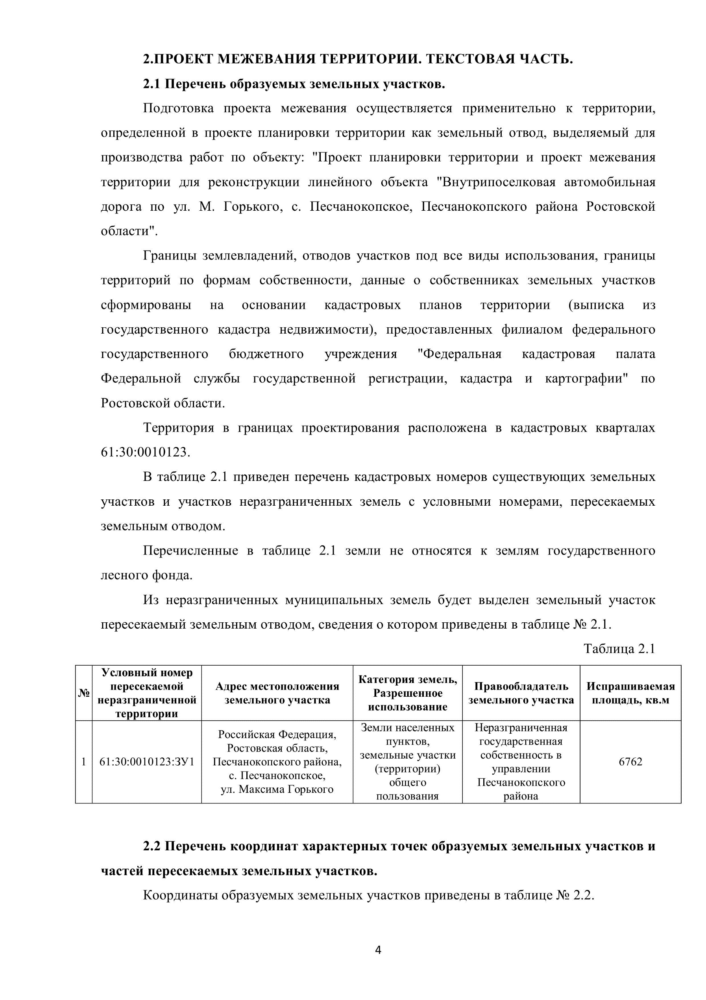 2.ПРОЕКТ МЕЖЕВАНИЯ ТЕРРИТОРИИ. ТЕКСТОВАЯ ЧАСТЬ.
2.1 Перечень образуемых земельных участков.
Подготовка проекта межевания осуществляется применительно к территории,
определенной в проекте планировки территории как земельный отвод, выделяемый для
производства работ по объекту: "Проект планировки территории и проект межевания
территории для реконструкции линейного объекта "Внутрипоселковая автомобильная
дорога по ул. М. Горького, с. Песчанокопское, Песчанокопского района Ростовской
области".
Границы землевладений, отводов участков под все виды использования, границы
территорий по формам собственности, данные о собственниках земельных участков
сформированы на основании кадастровых планов территории (выписка из
государственного кадастра недвижимости), предоставленных филиалом федерального
государственного бюджетного учреждения "Федеральная кадастровая палата
Федеральной службы государственной регистрации, кадастра и картографии" по
Ростовской области.
Территория в границах проектирования расположена в кадастровых кварталах
61:30:0010123.
В таблице 2.1 приведен перечень кадастровых номеров существующих земельных
участков и участков неразграниченных земель с условными номерами, пересекаемых
земельным отводом.
Перечисленные в таблице 2.1 земли не относятся к землям государственного
лесного фонда.
Из неразграниченных муниципальных земель будет выделен земельный участок
пересекаемый земельным отводом, сведения о котором приведены в таблице № 2.1.
Таблица 2.1
№
Условный номер
пересекаемой
неразграниченной
территории
Адрес местоположения
земельного участка
Категория земель,
Разрешенное
использование
Правообладатель
земельного участка
Испрашиваемая
площадь, кв.м
1
61:30:0010123:ЗУ1
Российская Федерация,
Ростовская область,
Песчанокопского района,
с. Песчанокопское,
ул. Максима Горького
Земли населенных
пунктов,
земельные участки
(территории)
общего
пользования
Неразграниченная
государственная
собственность в
управлении
Песчанокопского
района
6762
2.2 Перечень координат характерных точек образуемых земельных участков и
частей пересекаемых земельных участков.
Координаты образуемых земельных участков приведены в таблице № 2.2.
4